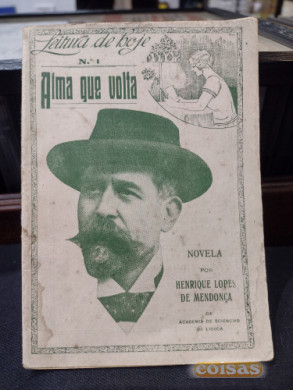 Leitura de hoje
N.º 1
Alma que volta
NOVELA
POR
HENRIQUE LOPES
DE MENDONÇA
DA
ACADEMIA DE SCIENCIAS
DE LISBOA
coisas